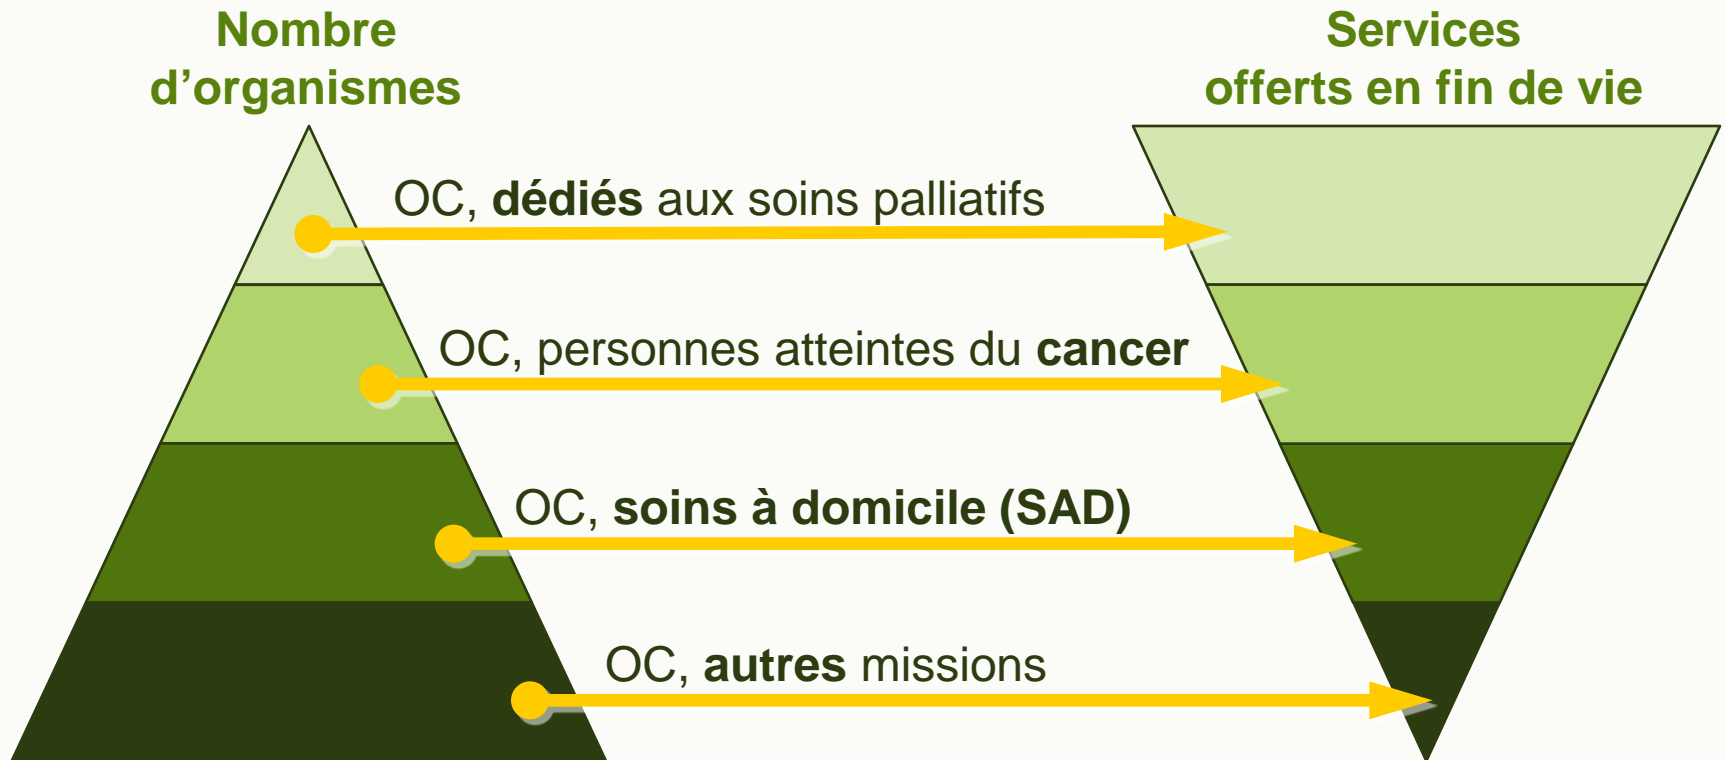 Nombre
d’organismes
Services
offerts en fin de vie
OC, dédiés aux soins palliatifs
OC, personnes atteintes du cancer
OC, soins à domicile (SAD)
OC, autres missions